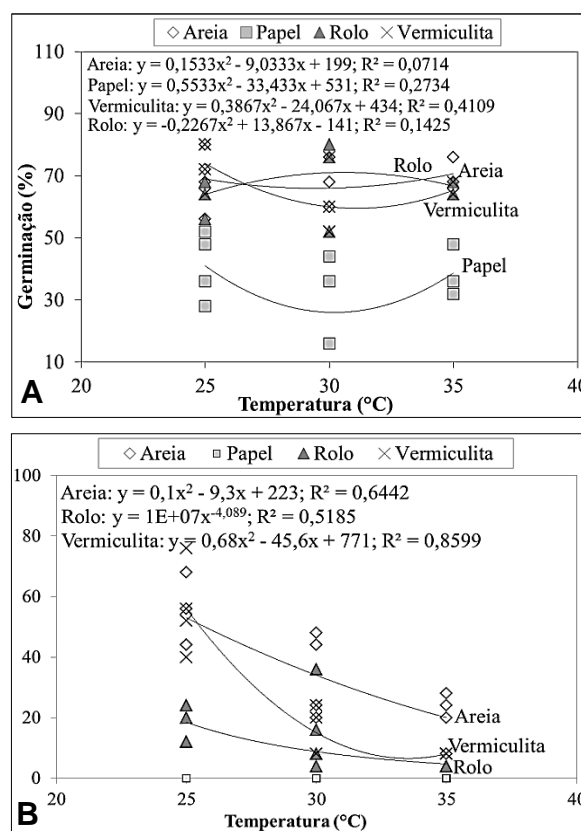 Areia Papel Rolo Vermiculita
Areia: y = 0,1533x² - 9,0333x + 199; R² = 0,0714
Papel: y = 0,5533x² - 33,433x + 531; R² = 0,2734
Vermiculita: y = 0,3867x² - 24,067x + 434; R² = 0,4109
Rolo: y = -0,2267x² + 13,867x - 141; R² = 0,1425
110
90
70
50
30
10
Germinação (%)
Rolo
Areia
Vermiculita
Papel
20 25 30 35 40
Temperatura (°C)
A
Areia Papel Rolo Vermiculita
Areia: y = 0,1x² - 9,3x + 223; R² = 0,6442
Rolo: y = 1E+07x⁻⁴,⁰⁸⁹; R² = 0,5185
Vermiculita: y = 0,68x² - 45,6x + 771; R² = 0,8599
100
80
60
40
20
0
Areia
Vermiculita
Rolo
20 25 30 35 40
Temperatura (°C)
B